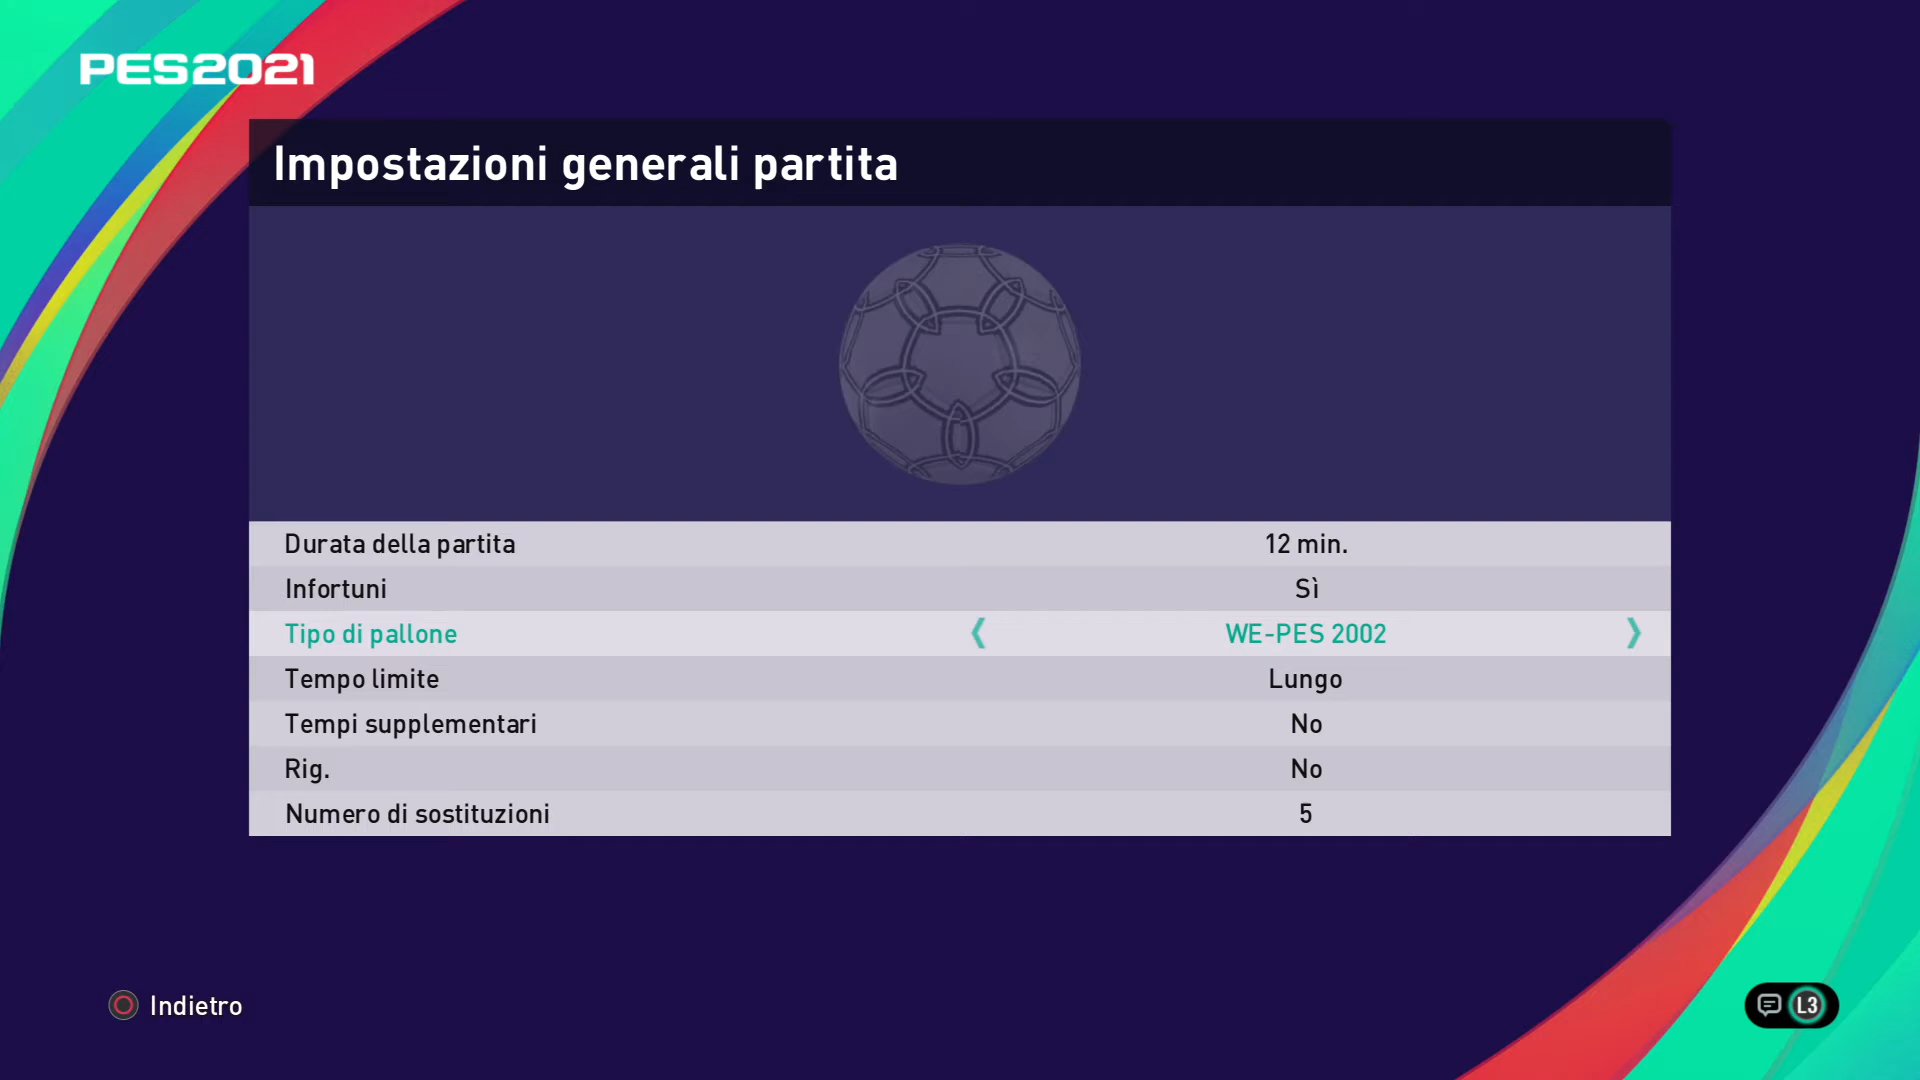 PES2021
Impostazioni generali partita
Durata della partita 12 min.
Infortuni Sì
Tipo di pallone WE-PES 2002
Tempo limite Lungo
Tempi supplementari No
Rig. No
Numero di sostituzioni 5
Indietro
L3